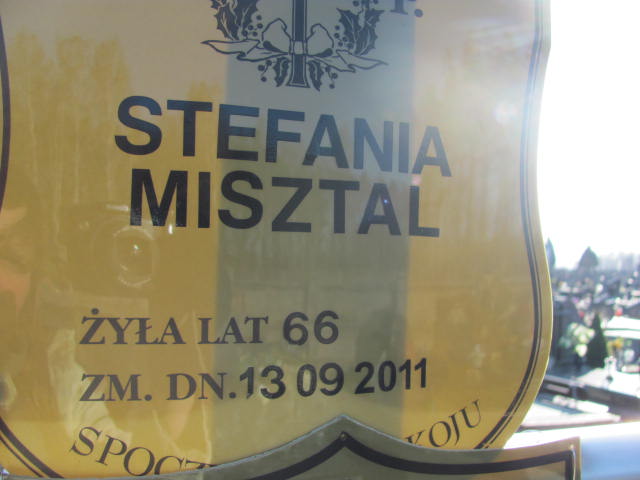 STEFANIA
MISZTAL
ŻYŁA LAT 66
ZM. DN. 13 09 2011